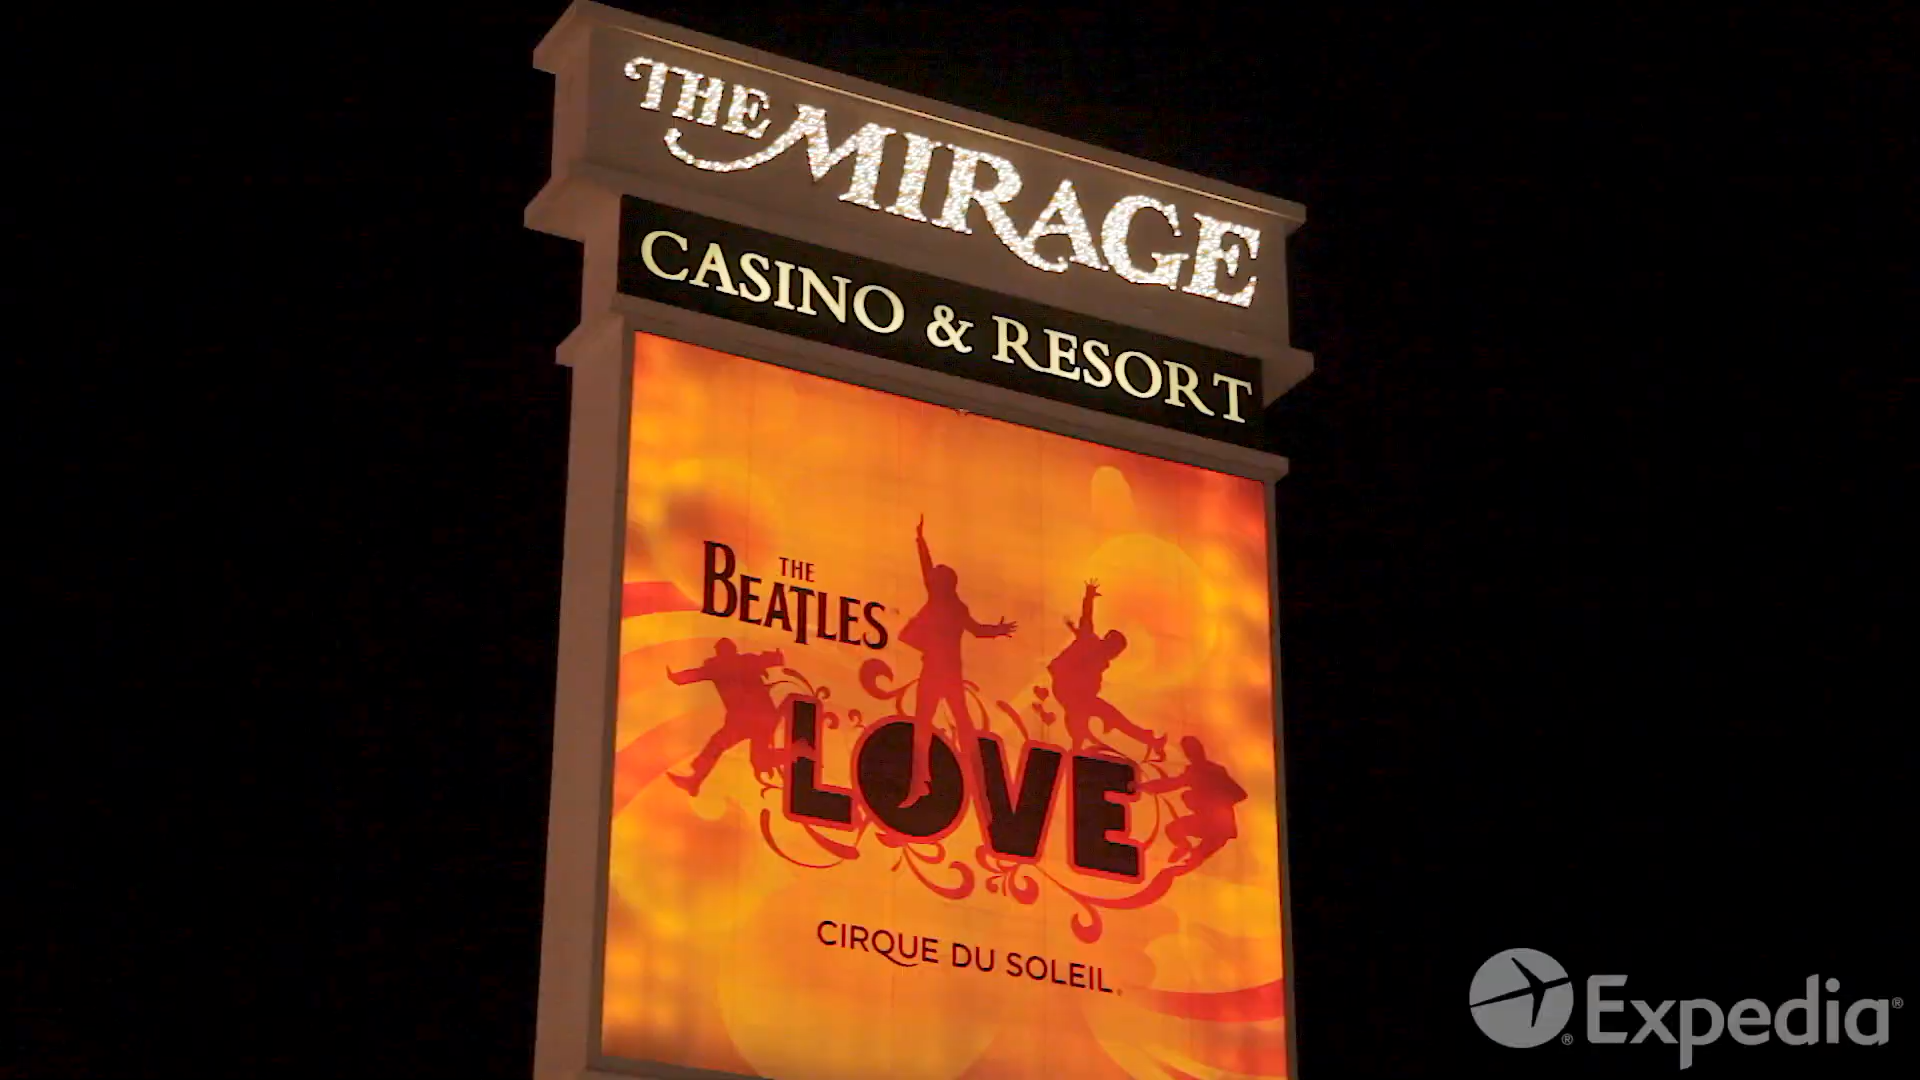 THE MIRAGE
CASINO & RESORT
THE
BEATLES
LOVE
CIRQUE DU SOLEIL.
Expedia®